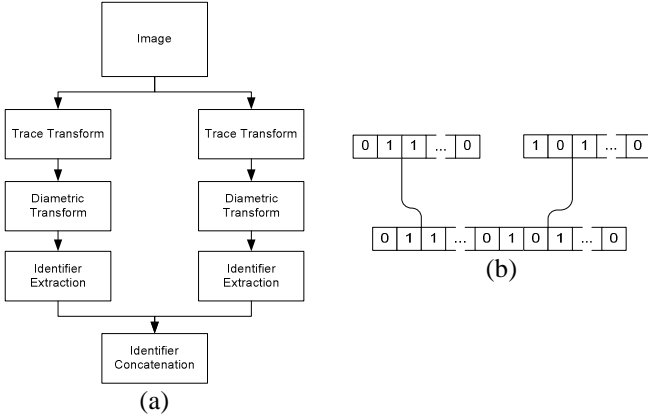 Image
Trace Transform
Trace Transform
Diametric
Transform
Diametric
Transform
Identifier
Extraction
Identifier
Extraction
Identifier
Concatenation
(a)
0 1 1 ... 0
1 0 1 ... 0
0 1 1 ... 0 1 0 1 ... 0
(b)